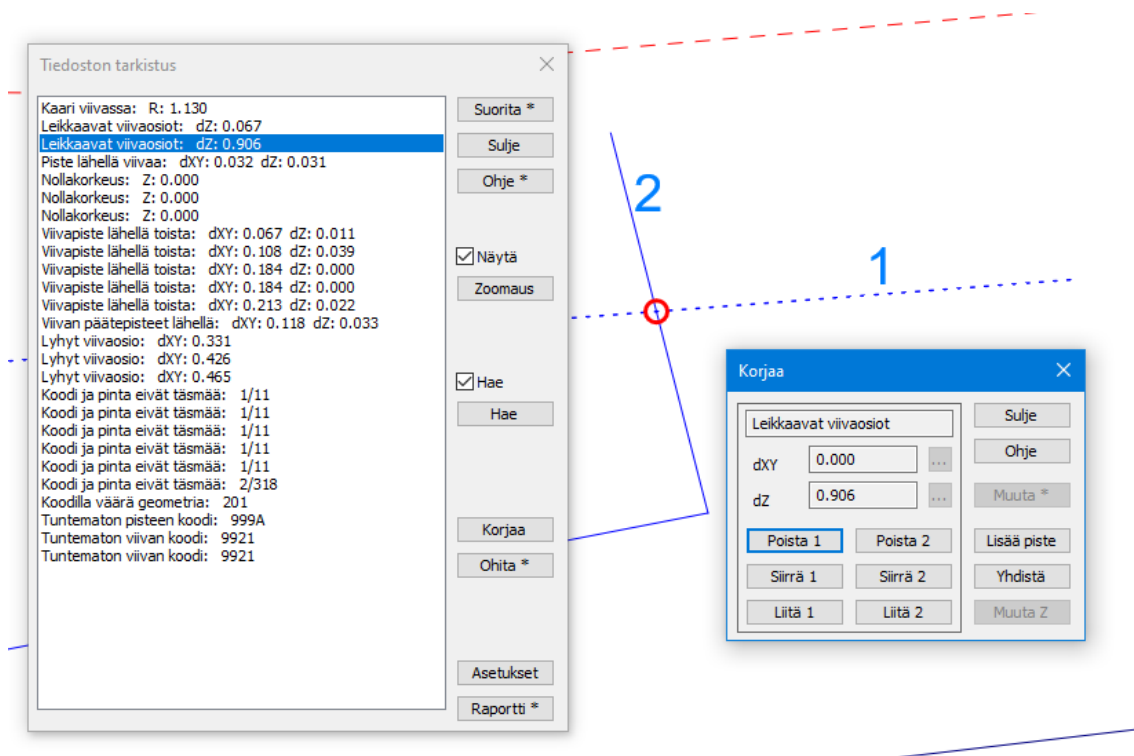 Tiedoston tarkistus
Kaari viivassa: R: 1.130
Leikkaavat viivaosiot: dZ: 0.067
Leikkaavat viivaosiot: dZ: 0.906
Piste lähellä viivaa: dXY: 0.032 dZ: 0.031
Nollakorkeus: Z: 0.000
Nollakorkeus: Z: 0.000
Nollakorkeus: Z: 0.000
Viivapiste lähellä toista: dXY: 0.067 dZ: 0.011
Viivapiste lähellä toista: dXY: 0.108 dZ: 0.039
Viivapiste lähellä toista: dXY: 0.184 dZ: 0.000
Viivapiste lähellä toista: dXY: 0.184 dZ: 0.000
Viivapiste lähellä toista: dXY: 0.213 dZ: 0.022
Viivan päätepisteet lähellä: dXY: 0.118 dZ: 0.033
Lyhyt viivaosio: dXY: 0.331
Lyhyt viivaosio: dXY: 0.426
Lyhyt viivaosio: dXY: 0.465
Koodi ja pinta eivät täsmää: 1/11
Koodi ja pinta eivät täsmää: 1/11
Koodi ja pinta eivät täsmää: 1/11
Koodi ja pinta eivät täsmää: 1/11
Koodi ja pinta eivät täsmää: 1/11
Koodi ja pinta eivät täsmää: 2/318
Koodilla väärä geometria: 201
Tuntematon pisteen koodi: 999A
Tuntematon viivan koodi: 9921
Tuntematon viivan koodi: 9921
Suorita *
Sulje
Ohje *
Näytä
Zoomaus
Hae
Hae
Korjaa
Ohita *
Asetukset
Raportti *
2
1
Korjaa
Leikkaavat viivaosiot
dXY 0.000 ...
dZ 0.906 ...
Poista 1 Poista 2
Siirrä 1 Siirrä 2
Liitä 1 Liitä 2
Sulje
Ohje
Muuta *
Lisää piste
Yhdistä
Muuta Z